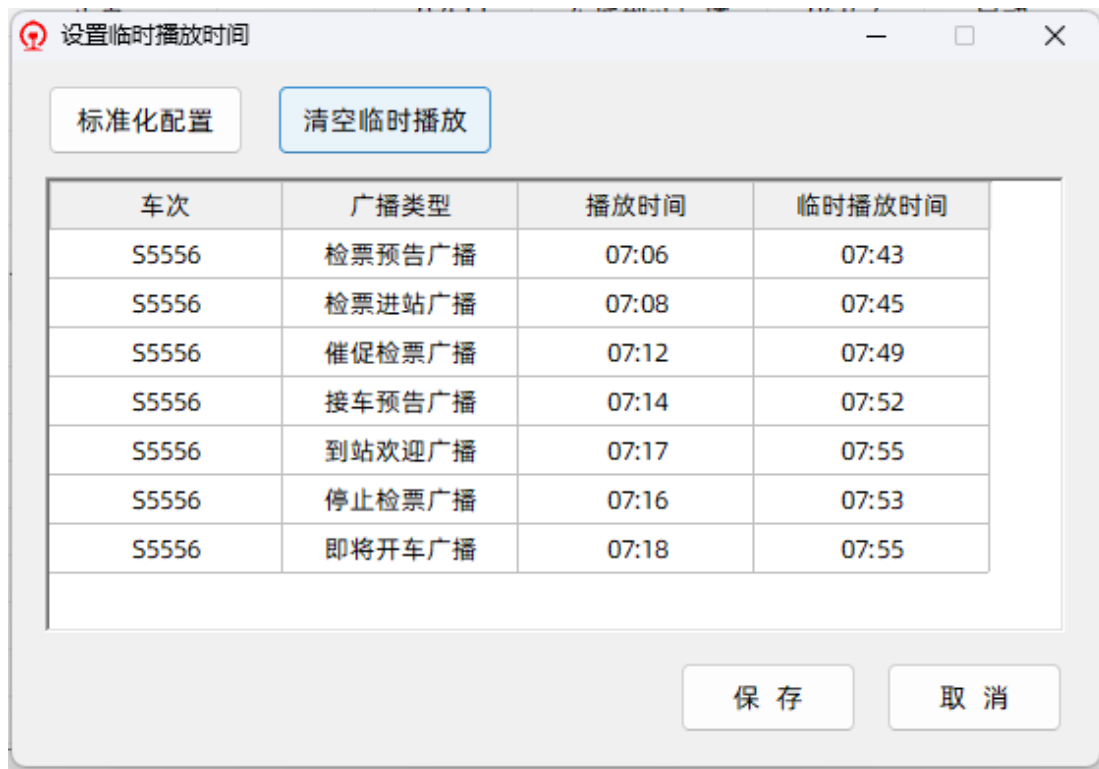 设置临时播放时间
标准化配置 清空临时播放
车次 广播类型 播放时间 临时播放时间
S5556 检票预告广播 07:06 07:43
S5556 检票进站广播 07:08 07:45
S5556 催促检票广播 07:12 07:49
S5556 接车预告广播 07:14 07:52
S5556 到站欢迎广播 07:17 07:55
S5556 停止检票广播 07:16 07:53
S5556 即将开车广播 07:18 07:55
保 存 取 消